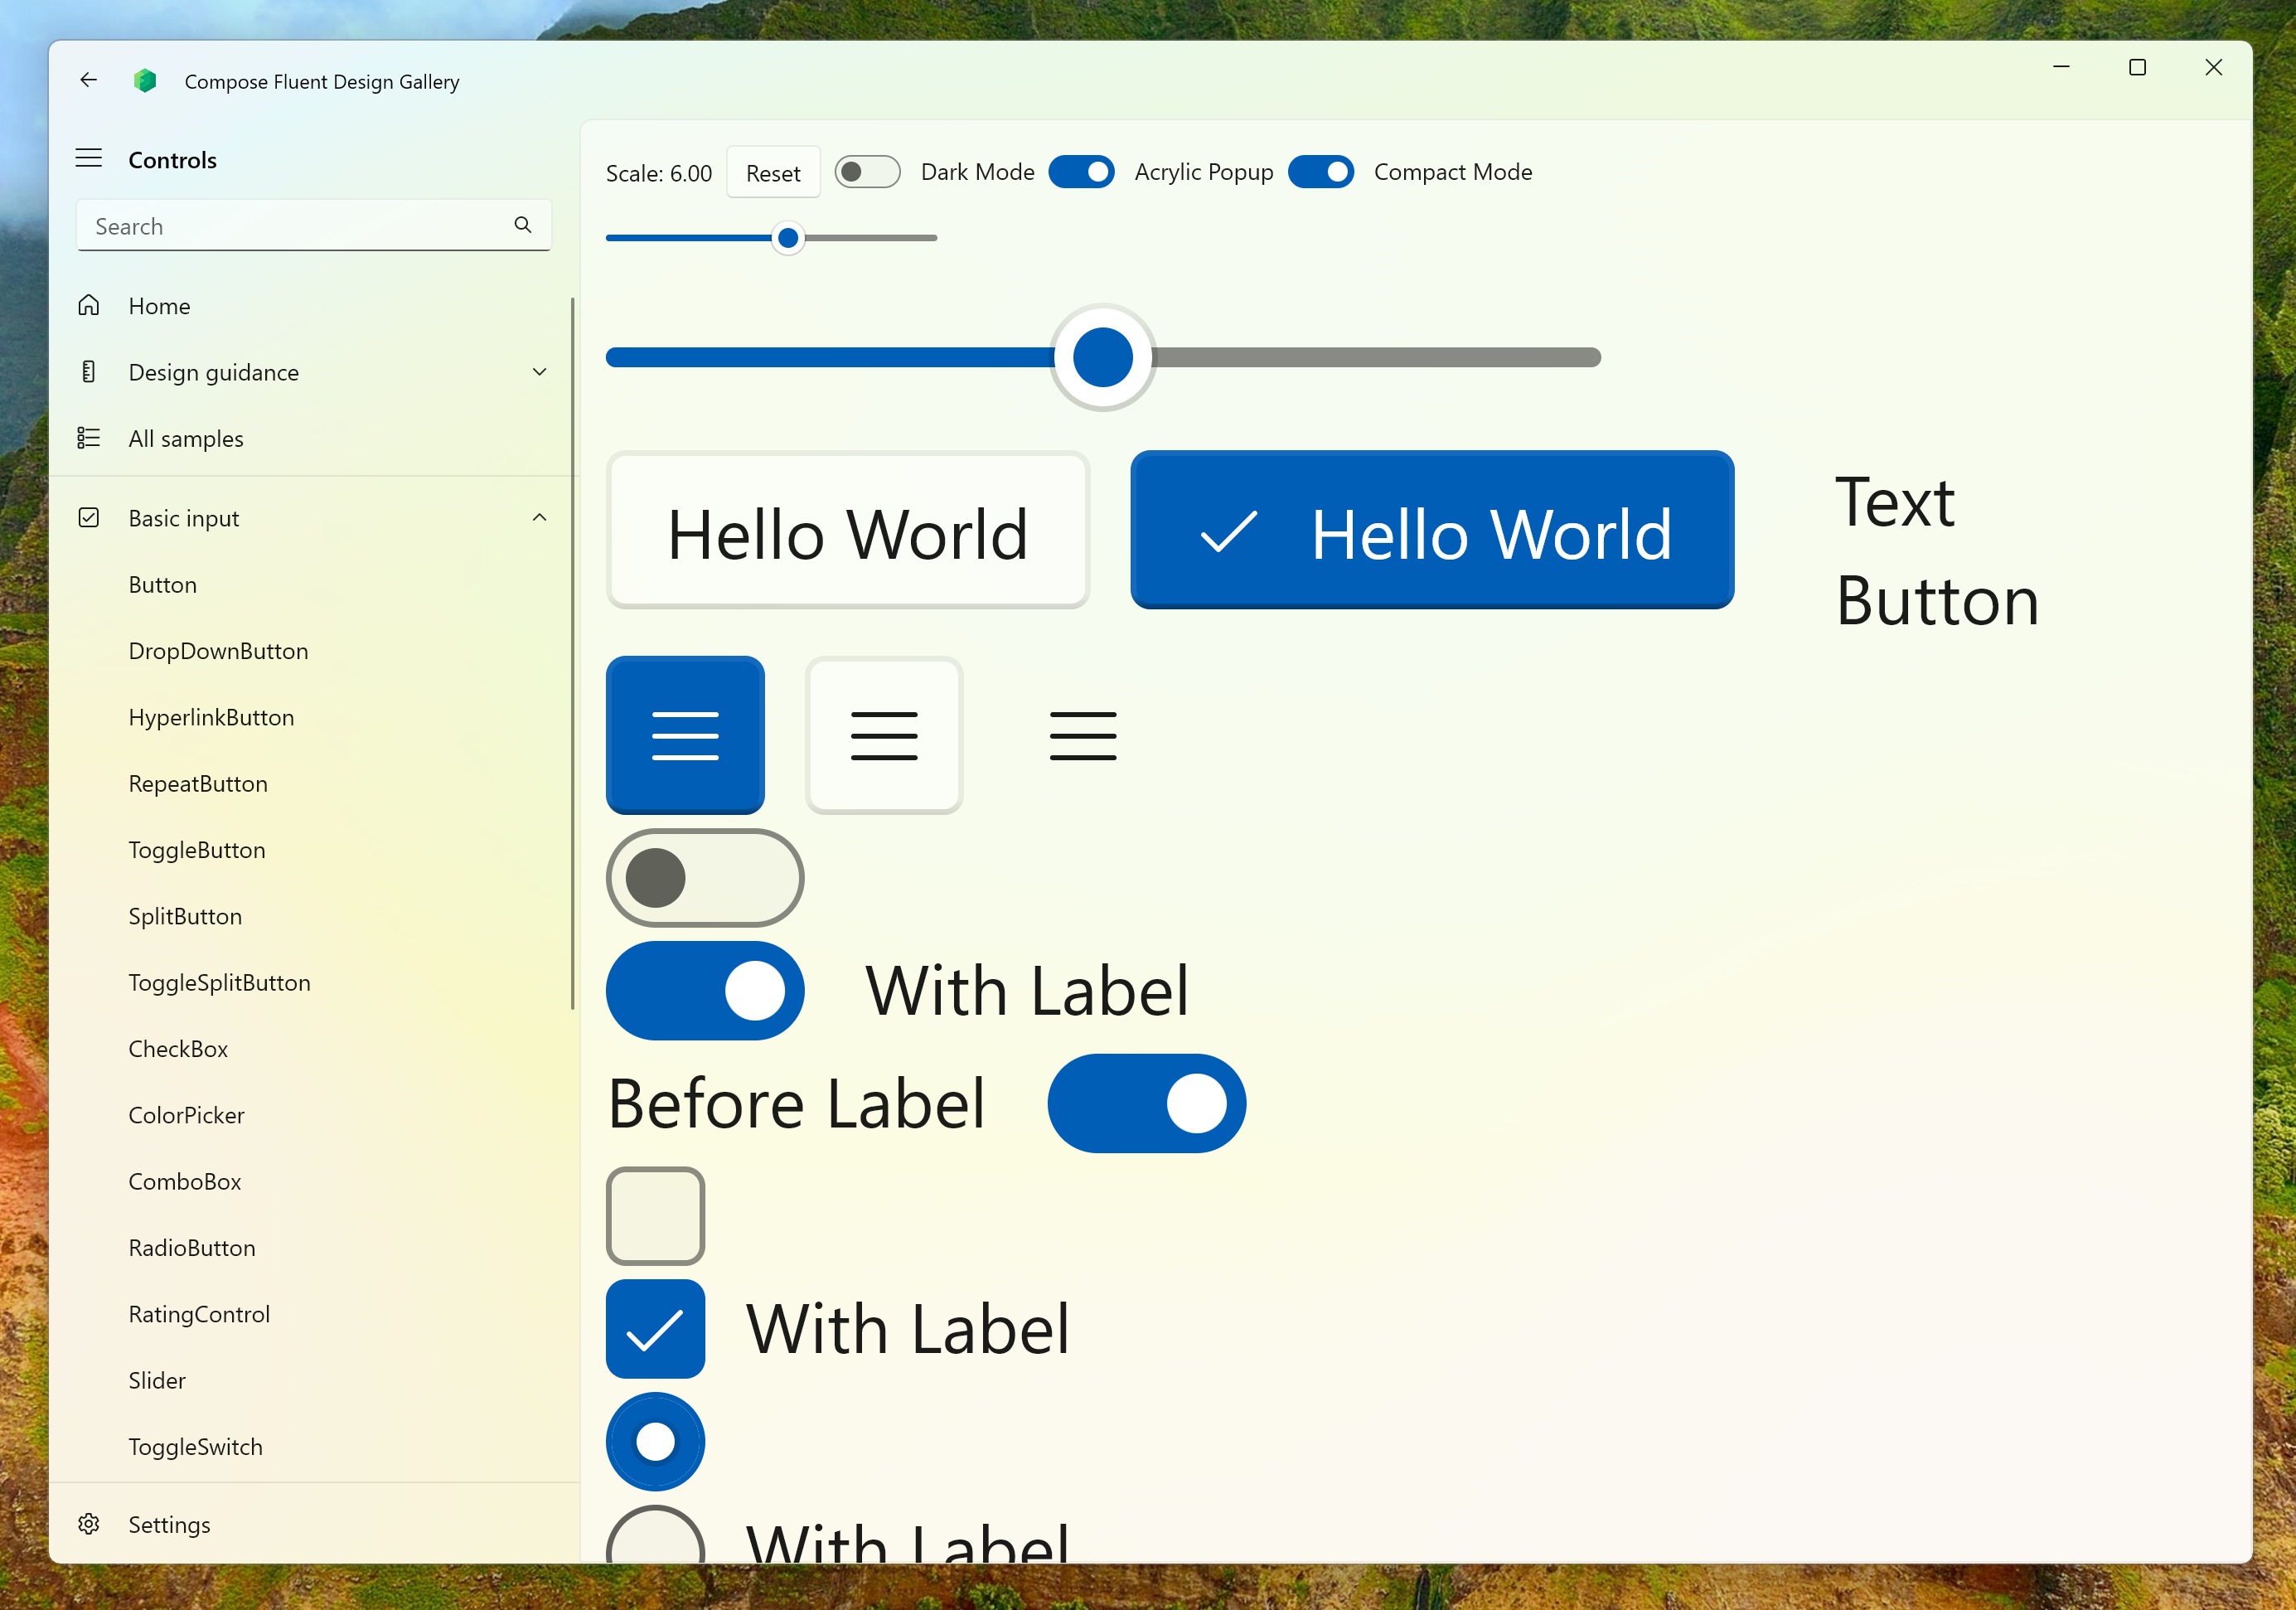 Compose Fluent Design Gallery
Controls
Search
Home
Design guidance
All samples
Basic input
Button
DropDownButton
HyperlinkButton
RepeatButton
ToggleButton
SplitButton
ToggleSplitButton
CheckBox
ColorPicker
ComboBox
RadioButton
RatingControl
Slider
ToggleSwitch
Settings
Scale: 6.00 Reset Dark Mode Acrylic Popup Compact Mode
Hello World
Hello World
Text
Button
With Label
Before Label
With Label
With Label